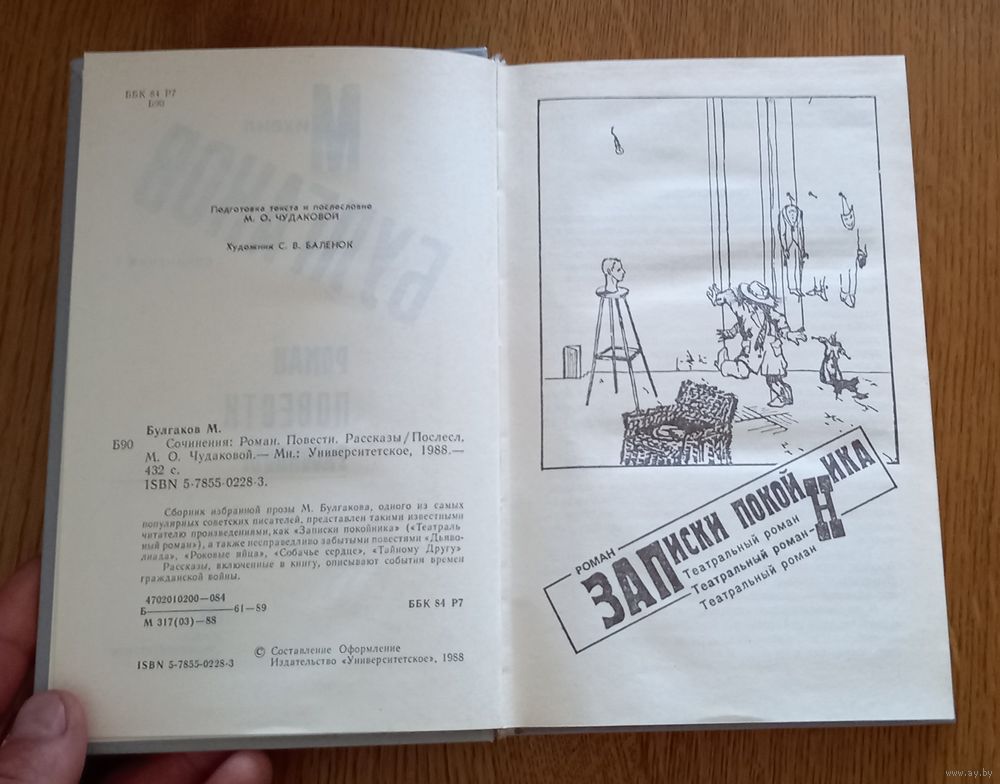 ББК 84 Р7
Б90
Подготовка текста и послесловие
М. О. ЧУДАКОВОЙ
Художник С. В. БАЛЕНОК
Булгаков М.
Б90 Сочинения: Роман. Повести. Рассказы/Послесл.
М. О. Чудаковой.— Мн.: Университетское, 1988.—
432 с.
ISBN 5-7855-0228-3.
Сборник избранной прозы М. Булгакова, одного из самых
популярных советских писателей, представлен такими известными
читателю произведениями, как «Записки покойника» («Театраль-
ный роман»), а также несправедливо забытыми повестями «Дьяво-
лиада», «Роковые яйца», «Собачье сердце», «Тайному Другу»
Рассказы, включенные в книгу, описывают события времен
гражданской войны.
4702010200—084
Б 61—89
М 317(03)—88
ББК 84 Р7
ISBN 5-7855-0228-3
© Составление Оформление
Издательство «Университетское», 1988
РОМАН
ЗАПИСКИ ПОКОЙНИКА
Театральный роман
Театральный роман
Театральный роман
www.ay.by